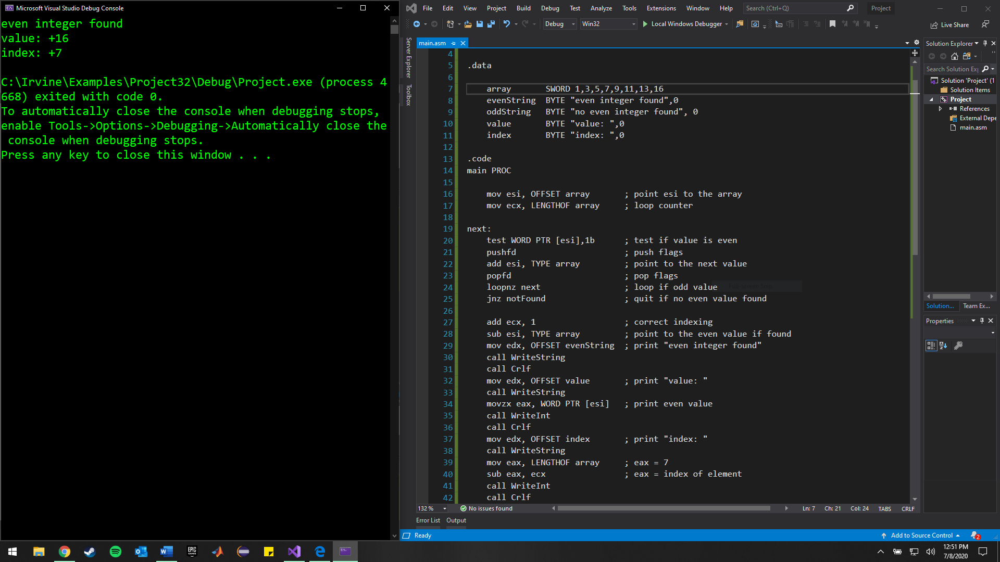 Microsoft Visual Studio Debug Console
even integer found
value: +16
index: +7
C:\Irvine\Examples\Project32\Debug\Project.exe (process 4
668) exited with code 0.
To automatically close the console when debugging stops,
enable Tools->Options->Debugging->Automatically close the
 console when debugging stops.
Press any key to close this window . . .
File Edit View Project Build Debug Test Analyze Tools Extensions Window Help Search (Ctrl+Q) Project
Debug Win32 Local Windows Debugger Live Share
Server Explorer
Toolbox
main.asm
4
5 .data
6
7 array SWORD 1,3,5,7,9,11,13,16
8 evenString BYTE "even integer found",0
9 oddString BYTE "no even integer found", 0
10 value BYTE "value: ",0
11 index BYTE "index: ",0
12
13 .code
14 main PROC
15
16 mov esi, OFFSET array ; point esi to the array
17 mov ecx, LENGTHOF array ; loop counter
18
19 next:
20 test WORD PTR [esi],1b ; test if value is even
21 pushfd ; push flags
22 add esi, TYPE array ; point to the next value
23 popfd ; pop flags
24 loopnz next ; loop if odd value
25 jnz notFound ; quit if no even value found
26
27 add ecx, 1 ; correct indexing
28 sub esi, TYPE array ; point to the even value if found
29 mov edx, OFFSET evenString ; print "even integer found"
30 call WriteString
31 call Crlf
32 mov edx, OFFSET value ; print "value: "
33 call WriteString
34 movzx eax, WORD PTR [esi] ; print even value
35 call WriteInt
36 call Crlf
37 mov edx, OFFSET index ; print "index: "
38 call WriteString
39 mov eax, LENGTHOF array ; eax = 7
40 sub eax, ecx ; eax = index of element
41 call WriteInt
42 call Crlf
132 % No issues found Ln: 7 Ch: 21 Col: 24 TABS CRLF
Error List Output
Solution Explorer
Search Solution Ex
Solution 'Project' (1
Solution Items
Project
References
External Depe
main.asm
Solution... Team Ex...
Properties
Ready Add to Source Control 2
EPIC GAMES
12:51 PM
7/8/2020